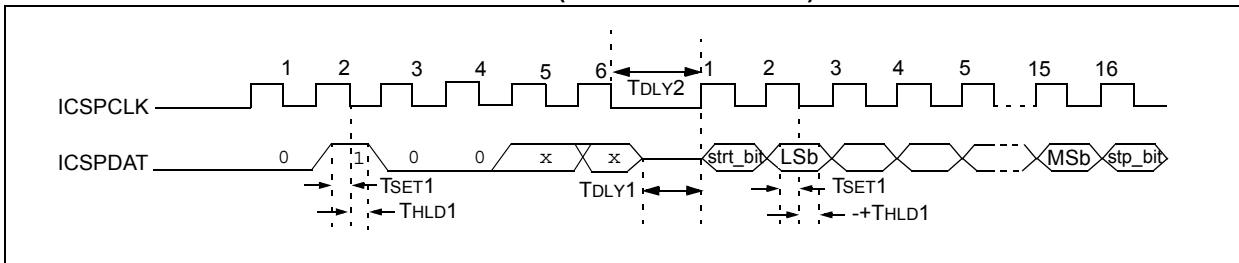 1 2 3 4 5 6 1 2 3 4 5 15 16
TDLY2
ICSPCLK
ICSPDAT 0 1 0 0 x x strt_bit LSb MSb stp_bit
TSET1 TDLY1 TSET1
THLD1 -+THLD1